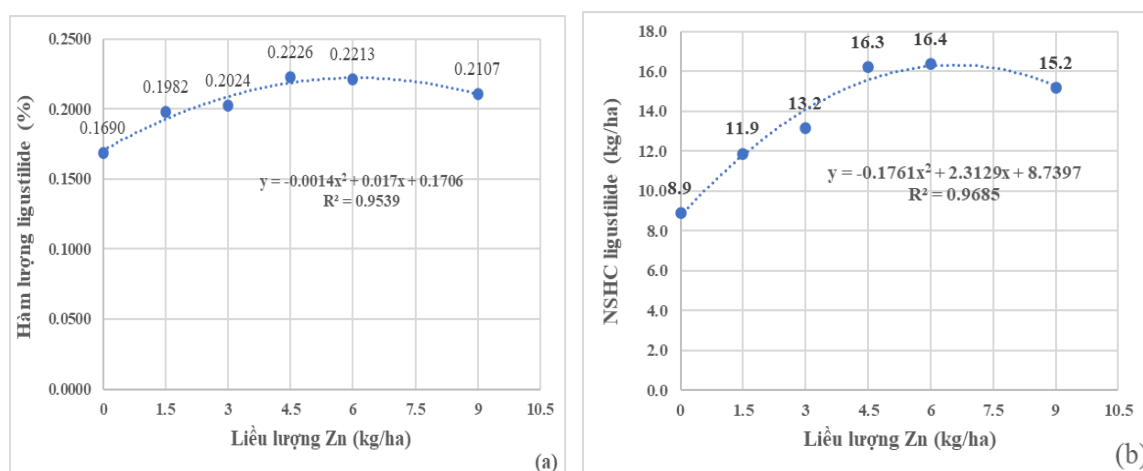 Hàm lượng ligustilide (%)
0.2500
0.2000
0.1500
0.1000
0.0500
0.0000
0.1690
0.1982
0.2024
0.2226
0.2213
0.2107
y = -0.0014x² + 0.017x + 0.1706
R² = 0.9539
0 1.5 3 4.5 6 7.5 9 10.5
Liều lượng Zn (kg/ha)
(a)
NSHC ligustilide (kg/ha)
18.0
16.0
14.0
12.0
10.0
8.0
6.0
4.0
2.0
0.0
8.9
11.9
13.2
16.3
16.4
15.2
y = -0.1761x² + 2.3129x + 8.7397
R² = 0.9685
0 1.5 3 4.5 6 7.5 9 10.5
Liều lượng Zn (kg/ha)
(b)